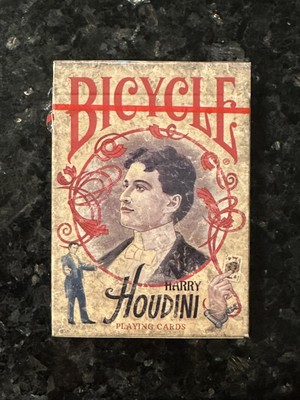 BICYCLE
®
HARRY
HOUDINI
PLAYING CARDS